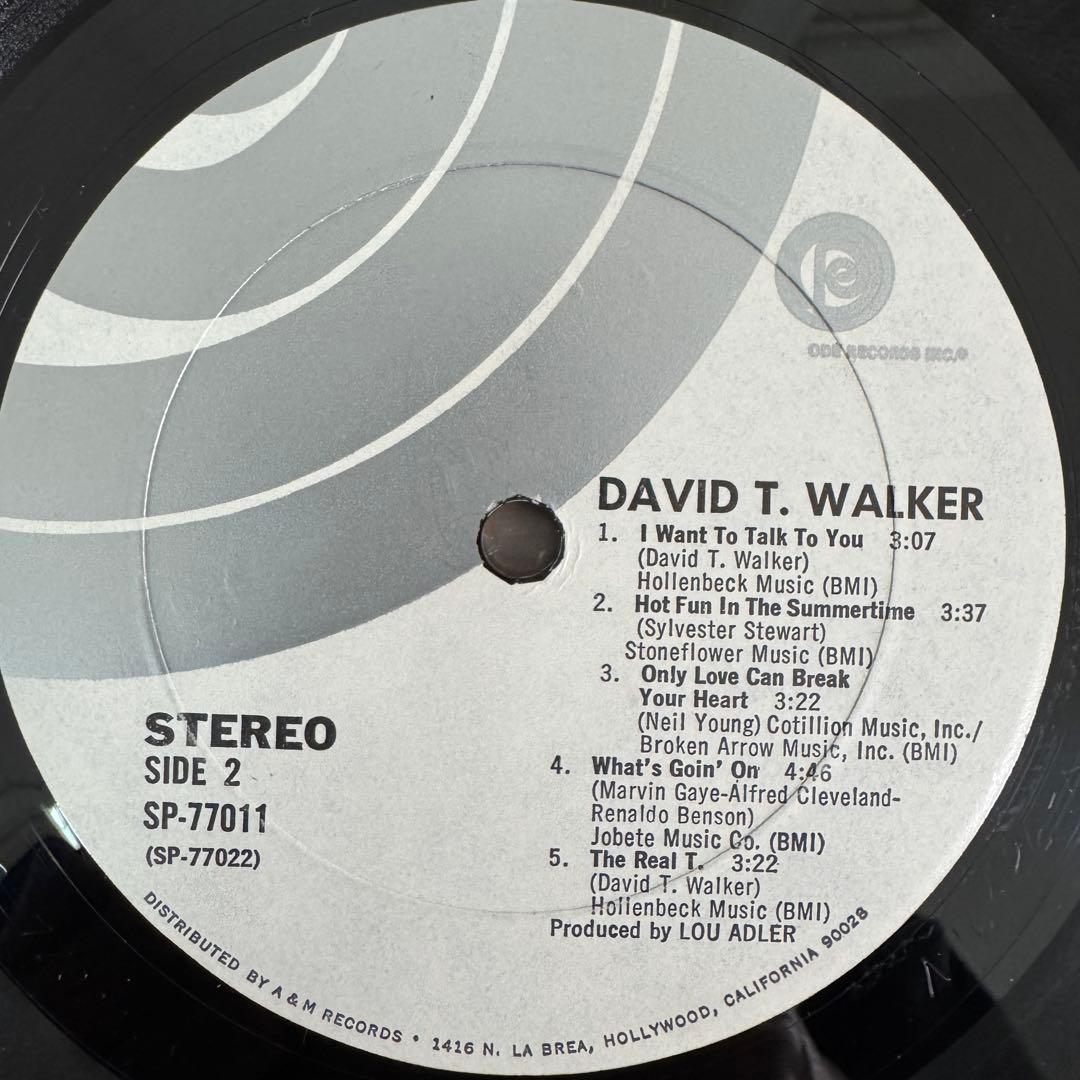 ODE RECORDS INC.®
DAVID T. WALKER
1. I Want To Talk To You 3:07
(David T. Walker)
Hollenbeck Music (BMI)
2. Hot Fun In The Summertime 3:37
(Sylvester Stewart)
Stoneflower Music (BMI)
3. Only Love Can Break
Your Heart 3:22
(Neil Young) Cotillion Music, Inc./
Broken Arrow Music, Inc. (BMI)
4. What's Goin' On 4:46
(Marvin Gaye-Alfred Cleveland-
Renaldo Benson)
Jobete Music Co. (BMI)
5. The Real T. 3:22
(David T. Walker)
Hollenbeck Music (BMI)
Produced by LOU ADLER
STEREO
SIDE 2
SP-77011
(SP-77022)
DISTRIBUTED BY A & M RECORDS • 1416 N. LA BREA, HOLLYWOOD, CALIFORNIA 90028